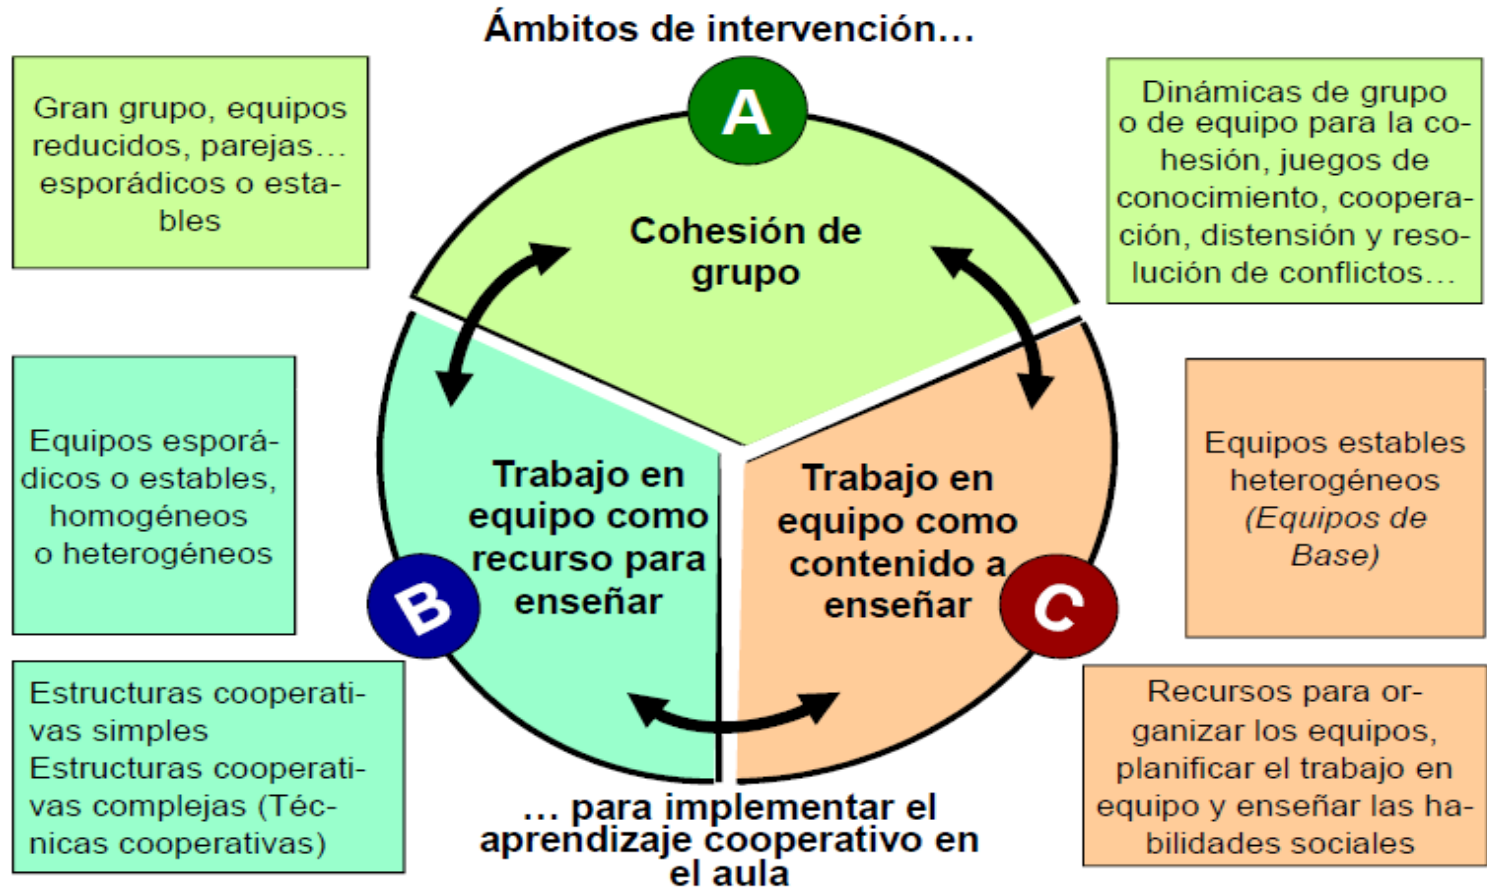 Ámbitos de intervención…
Gran grupo, equipos
reducidos, parejas…
esporádicos o esta-
bles
A
Cohesión de
grupo
Dinámicas de grupo
o de equipo para la co-
hesión, juegos de
conocimiento, coopera-
ción, distensión y reso-
lución de conflictos…
Equipos esporá-
dicos o estables,
homogéneos
o heterogéneos
B
Trabajo en
equipo como
recurso para
enseñar
Trabajo en
equipo como
contenido a
enseñar
C
Equipos estables
heterogéneos
(Equipos de
Base)
Estructuras cooperati-
vas simples
Estructuras cooperati-
vas complejas (Téc-
nicas cooperativas)
Recursos para or-
ganizar los equipos,
planificar el trabajo en
equipo y enseñar las ha-
bilidades sociales
… para implementar el
aprendizaje cooperativo en
el aula